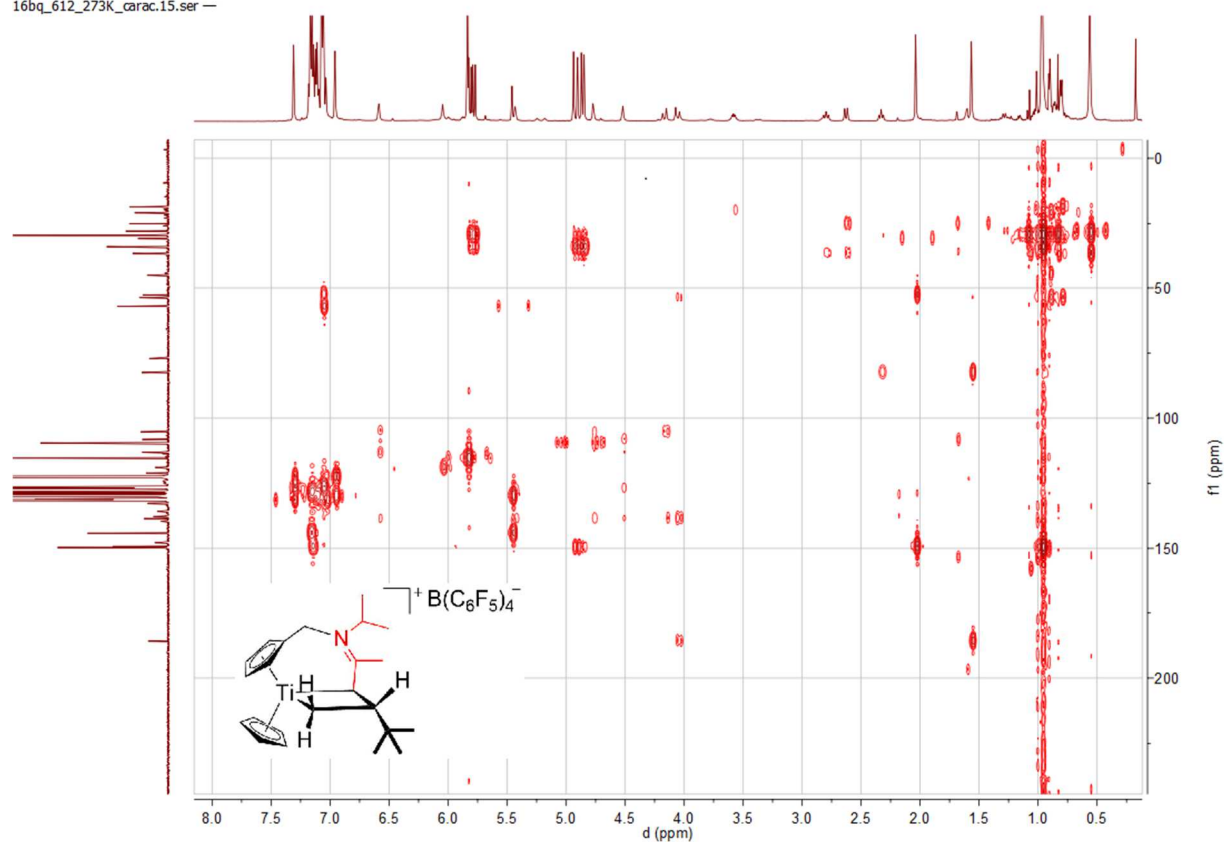 16bq_612_273K_carac.15.ser —
0
50
100
150
200
f1 (ppm)
+ B(C6F5)4−
N
Ti
H
H
H
8.0 7.5 7.0 6.5 6.0 5.5 5.0 4.5 4.0 3.5 3.0 2.5 2.0 1.5 1.0 0.5
d (ppm)